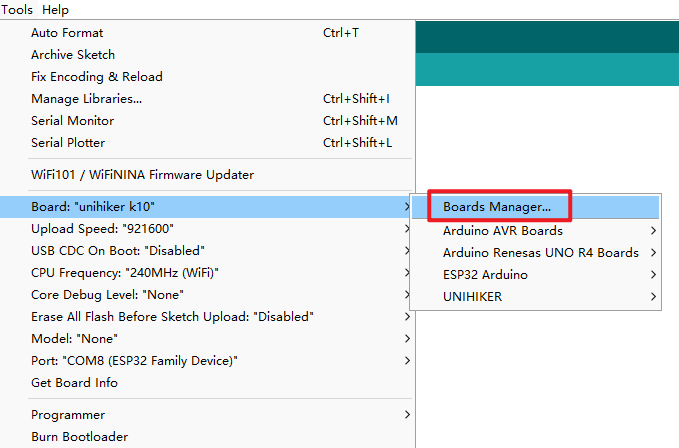 Tools Help
Auto Format Ctrl+T
Archive Sketch
Fix Encoding & Reload
Manage Libraries... Ctrl+Shift+I
Serial Monitor Ctrl+Shift+M
Serial Plotter Ctrl+Shift+L
WiFi101 / WiFiNINA Firmware Updater
Board: "unihiker k10"
Upload Speed: "921600"
USB CDC On Boot: "Disabled"
CPU Frequency: "240MHz (WiFi)"
Core Debug Level: "None"
Erase All Flash Before Sketch Upload: "Disabled"
Model: "None"
Port: "COM8 (ESP32 Family Device)"
Get Board Info
Programmer
Burn Bootloader
Boards Manager...
Arduino AVR Boards
Arduino Renesas UNO R4 Boards
ESP32 Arduino
UNIHIKER